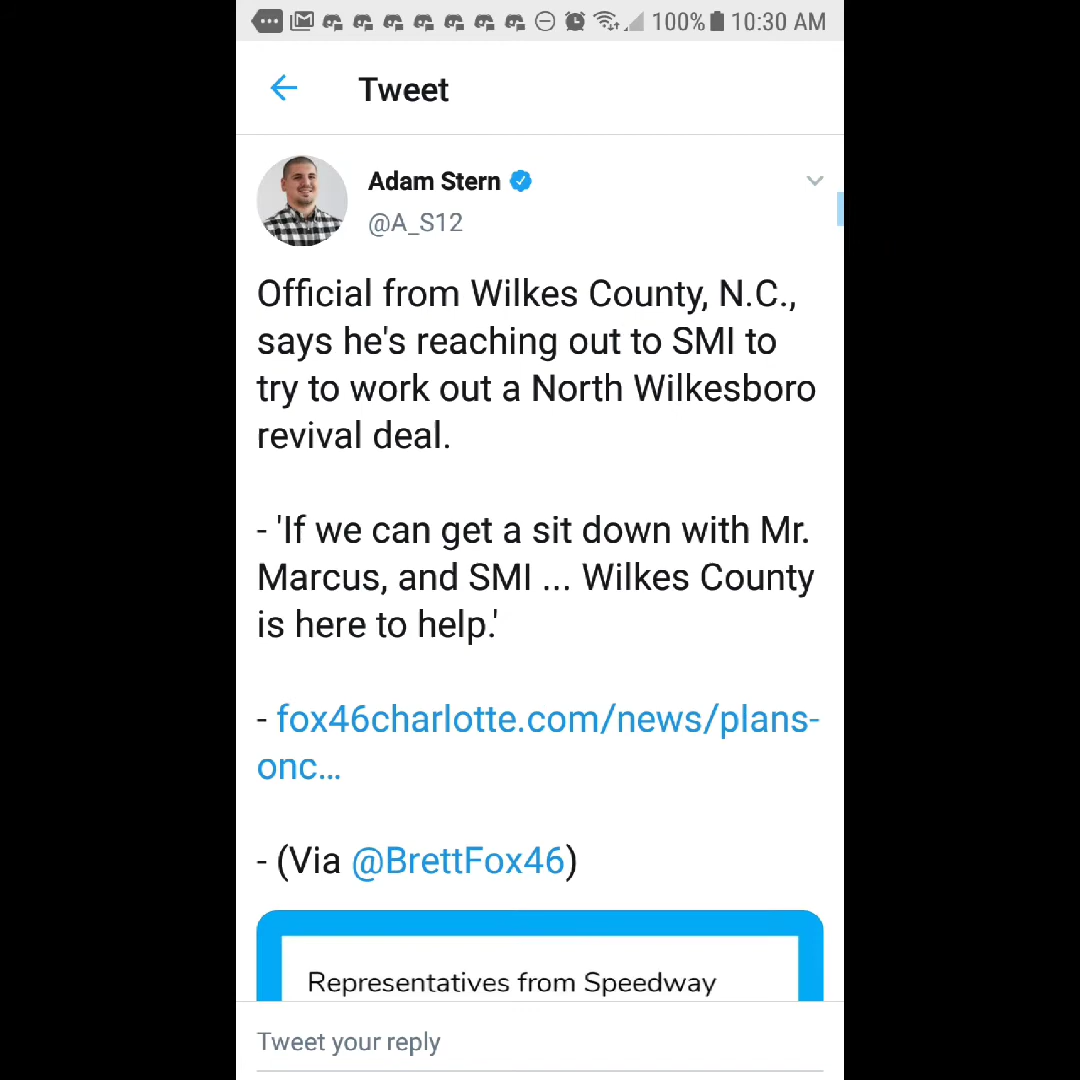 100% 10:30 AM
Tweet
Adam Stern
@A_S12
Official from Wilkes County, N.C.,
says he's reaching out to SMI to
try to work out a North Wilkesboro
revival deal.
- 'If we can get a sit down with Mr.
Marcus, and SMI ... Wilkes County
is here to help.'
- fox46charlotte.com/news/plans-
onc...
- (Via @BrettFox46)
Representatives from Speedway
Tweet your reply